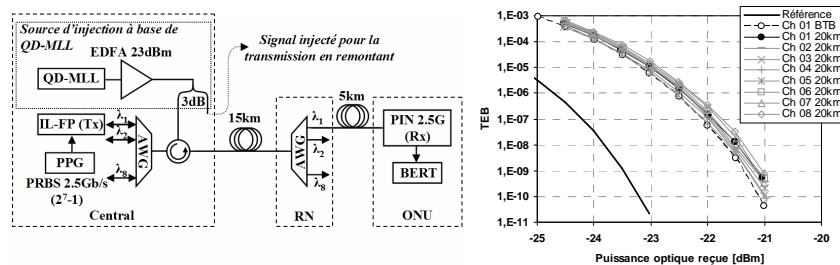 Source d'injection à base de
QD-MLL
EDFA 23dBm
QD-MLL
3dB
Signal injecté pour la
transmission en remontant
IL-FP (Tx)
λ1
λ2
λ8
PPG
PRBS 2.5Gb/s
(2^7-1)
AWG
Central
15km
AWG
λ1
λ2
λ8
RN
5km
PIN 2.5G
(Rx)
BERT
ONU
1,E-03
1,E-04
1,E-05
1,E-06
1,E-07
1,E-08
1,E-09
1,E-10
1,E-11
TEB
-25
-24
-23
-22
-21
-20
Puissance optique reçue [dBm]
Référence
Ch 01 BTB
Ch 01 20km
Ch 02 20km
Ch 03 20km
Ch 04 20km
Ch 05 20km
Ch 06 20km
Ch 07 20km
Ch 08 20km